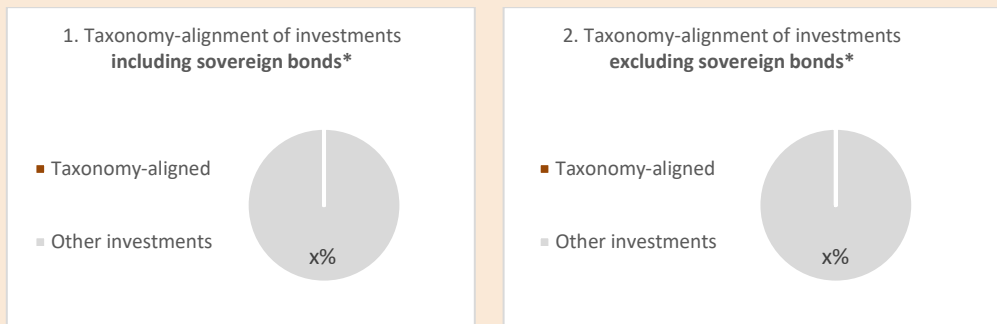 1. Taxonomy-alignment of investments
including sovereign bonds*
Taxonomy-aligned
Other investments
x%
2. Taxonomy-alignment of investments
excluding sovereign bonds*
Taxonomy-aligned
Other investments
x%